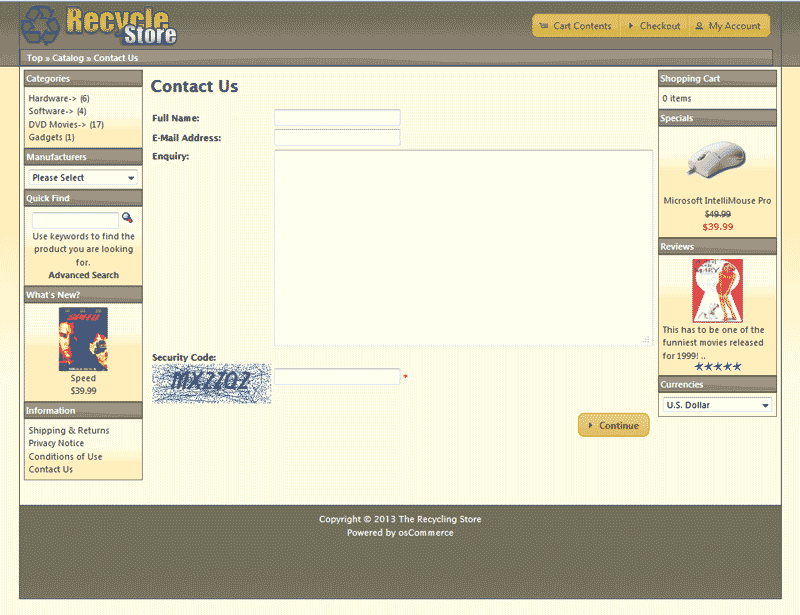 Recycle
Store
Cart Contents
Checkout
My Account
Top » Catalog » Contact Us
Categories
Hardware-> (6)
Software-> (4)
DVD Movies-> (17)
Gadgets (1)
Manufacturers
Please Select
Quick Find
Use keywords to find the
product you are looking
for.
Advanced Search
What's New?
SPEED
Speed
$39.99
Information
Shipping & Returns
Privacy Notice
Conditions of Use
Contact Us
Contact Us
Full Name:
E-Mail Address:
Enquiry:
Security Code:
*
Continue
Shopping Cart
0 items
Specials
Microsoft IntelliMouse Pro
$49.99
$39.99
Reviews
MARY
This has to be one of the
funniest movies released
for 1999! ..
Currencies
U.S. Dollar
Copyright © 2013 The Recycling Store
Powered by osCommerce